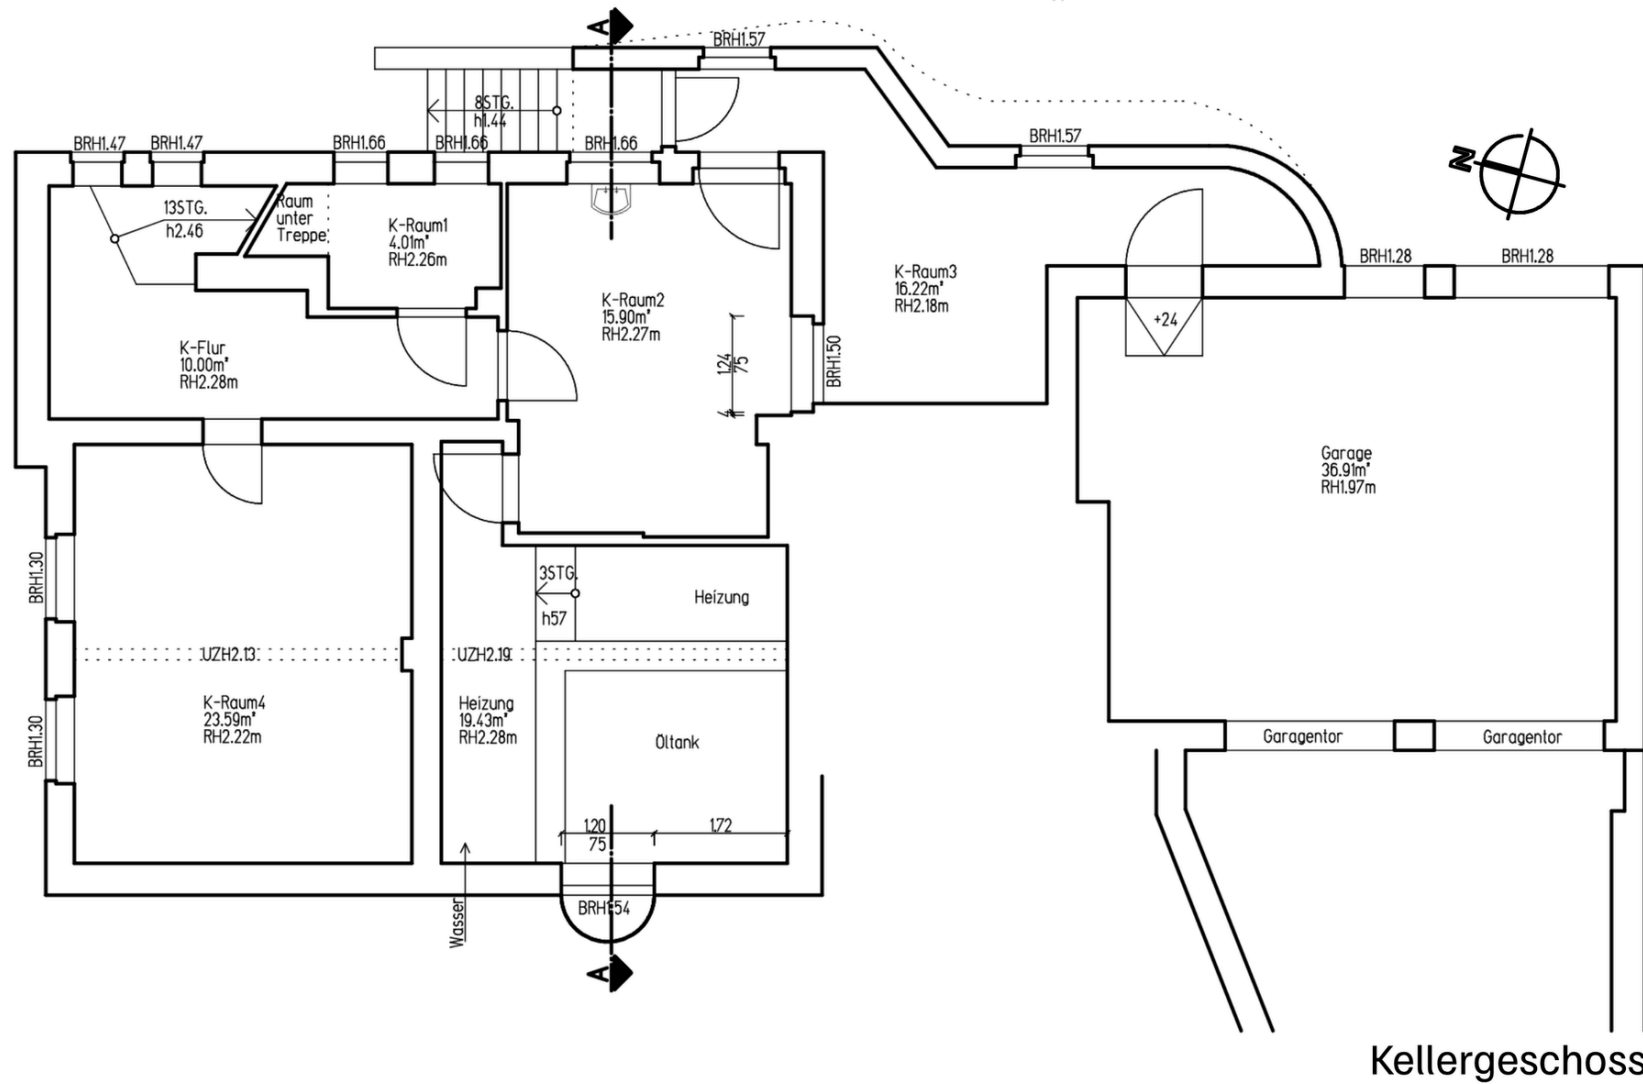 A
BRH1.57
8STG.
h1.44
BRH1.47
BRH1.47
BRH1.66
BRH1.66
BRH1.66
BRH1.57
N
13STG.
h2.46
Raum
unter
Treppe
K-Raum1
4.01m²
RH2.26m
K-Raum2
15.90m²
RH2.27m
K-Raum3
16.22m²
RH2.18m
BRH1.28
BRH1.28
+24
K-Flur
10.00m²
RH2.28m
1.24
75
4
BRH1.50
Garage
36.91m²
RH1.97m
BRH1.30
3STG.
h57
Heizung
UZH2.13
UZH2.19
K-Raum4
23.59m²
RH2.22m
Heizung
19.43m²
RH2.28m
BRH1.30
Öltank
Garagentor
Garagentor
1.20
75
1.72
Wasser
BRH1.54
A
Kellergeschoss